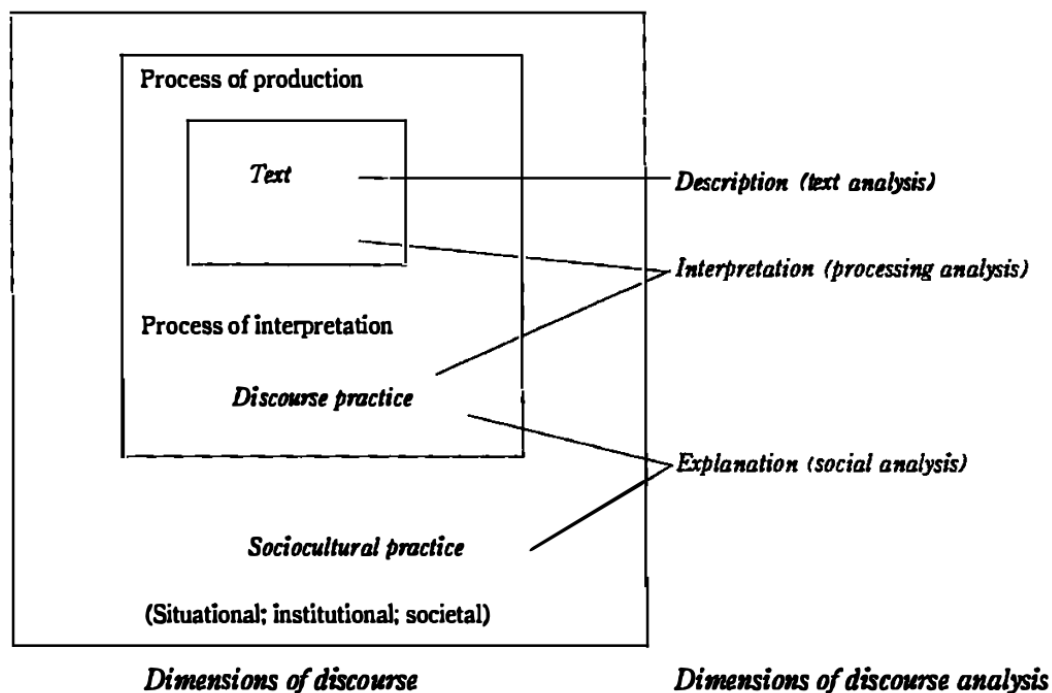 Process of production
Text
Description (text analysis)
Interpretation (processing analysis)
Process of interpretation
Discourse practice
Explanation (social analysis)
Sociocultural practice
(Situational; institutional; societal)
Dimensions of discourse
Dimensions of discourse analysis